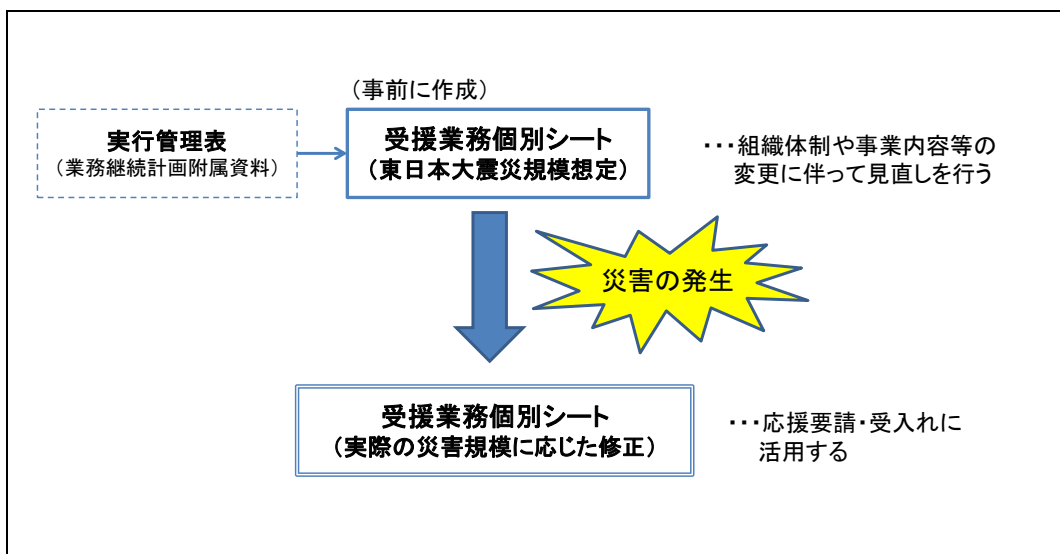 (事前に作成)
実行管理表
(業務継続計画附属資料)
受援業務個別シート
(東日本大震災規模想定)
・・・組織体制や事業内容等の
変更に伴って見直しを行う
災害の発生
受援業務個別シート
(実際の災害規模に応じた修正)
・・・応援要請・受入れに
活用する